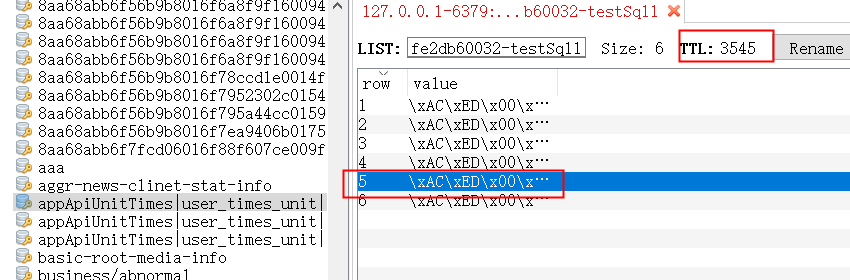 8aa68abb6f56b9b8016f6a8f9f160094
8aa68abb6f56b9b8016f6a8f9f160094
8aa68abb6f56b9b8016f6a8f9f160094
8aa68abb6f56b9b8016f6a8f9f160094
8aa68abb6f56b9b8016f78ccd1e0014f
8aa68abb6f56b9b8016f7952302c0154
8aa68abb6f56b9b8016f795a44cc0159
8aa68abb6f56b9b8016f7ea9406b0175
8aa68abb6f7fcd06016f88f607ce009f
aaa
aggr-news-clinet-stat-info
appApiUnitTimes|user_times_unit|
appApiUnitTimes|user_times_unit|
appApiUnitTimes|user_times_unit|
basic-root-media-info
business/abnormal
127.0.0.1-6379:...b60032-testSql1
LIST: fe2db60032-testSql1 Size: 6 TTL: 3545 Rename
row value
1 \xAC\xED\x00\x…
2 \xAC\xED\x00\x…
3 \xAC\xED\x00\x…
4 \xAC\xED\x00\x…
5 \xAC\xED\x00\x…
6 \xAC\xED\x00\x…